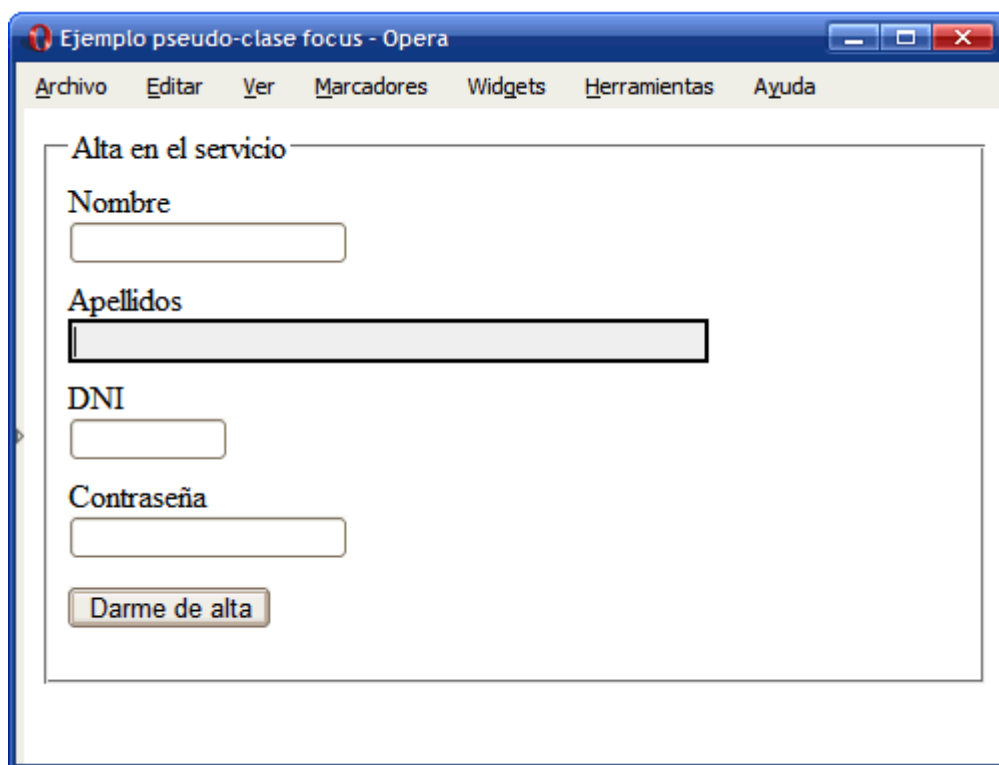 Ejemplo pseudo-clase focus - Opera
Archivo Editar Ver Marcadores Widgets Herramientas Ayuda
Alta en el servicio
Nombre
Apellidos
DNI
Contraseña
Darme de alta